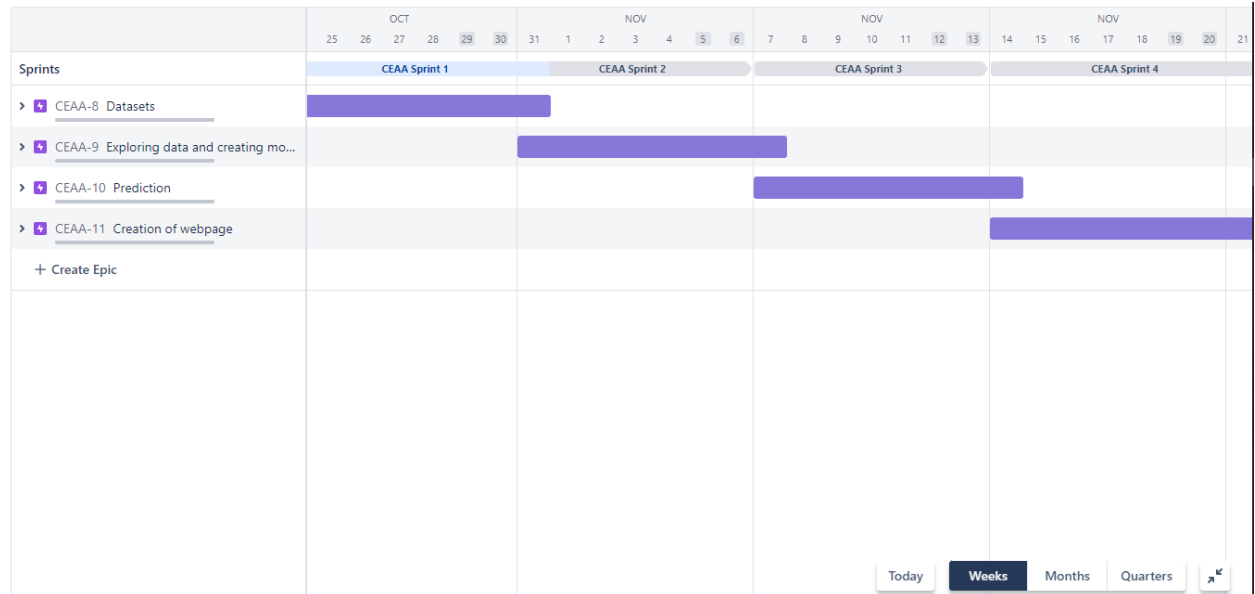 OCT NOV NOV NOV
25 26 27 28 29 30 31 1 2 3 4 5 6 7 8 9 10 11 12 13 14 15 16 17 18 19 20 21
Sprints CEAA Sprint 1 CEAA Sprint 2 CEAA Sprint 3 CEAA Sprint 4
CEAA-8 Datasets
CEAA-9 Exploring data and creating mo...
CEAA-10 Prediction
CEAA-11 Creation of webpage
+ Create Epic
Today Weeks Months Quarters